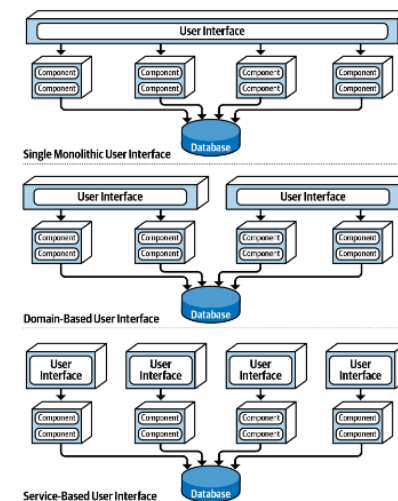 User Interface
Component Component Component Component
Component Component Component Component
Database
Single Monolithic User Interface
User Interface User Interface
Component Component Component Component
Component Component Component Component
Database
Domain-Based User Interface
User User User User
Interface Interface Interface Interface
Component Component Component Component
Component Component Component Component
Database
Service-Based User Interface